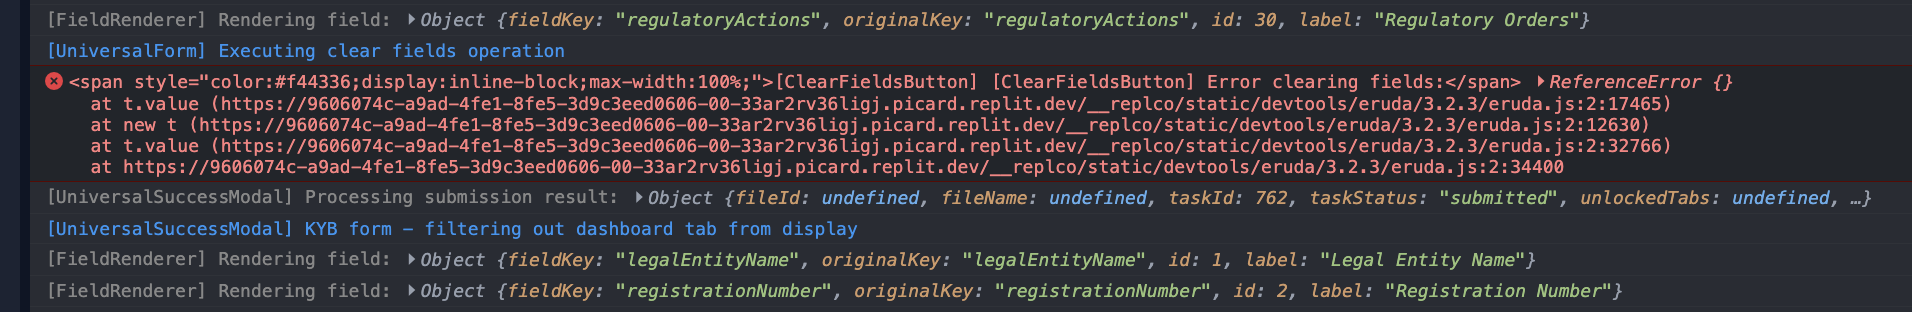 [FieldRenderer] Rendering field: ▶Object {fieldKey: "regulatoryActions", originalKey: "regulatoryActions", id: 30, label: "Regulatory Orders"}
[UniversalForm] Executing clear fields operation
<span style="color:#f44336;display:inline-block;max-width:100%;">[ClearFieldsButton] [ClearFieldsButton] Error clearing fields:</span> ▶ReferenceError {}
at t.value (https://9606074c-a9ad-4fe1-8fe5-3d9c3eed0606-00-33ar2rv36ligj.picard.replit.dev/__replco/static/devtools/eruda/3.2.3/eruda.js:2:17465)
at new t (https://9606074c-a9ad-4fe1-8fe5-3d9c3eed0606-00-33ar2rv36ligj.picard.replit.dev/__replco/static/devtools/eruda/3.2.3/eruda.js:2:12630)
at t.value (https://9606074c-a9ad-4fe1-8fe5-3d9c3eed0606-00-33ar2rv36ligj.picard.replit.dev/__replco/static/devtools/eruda/3.2.3/eruda.js:2:32766)
at https://9606074c-a9ad-4fe1-8fe5-3d9c3eed0606-00-33ar2rv36ligj.picard.replit.dev/__replco/static/devtools/eruda/3.2.3/eruda.js:2:34400
[UniversalSuccessModal] Processing submission result: ▶Object {fileId: undefined, fileName: undefined, taskId: 762, taskStatus: "submitted", unlockedTabs: undefined, …}
[UniversalSuccessModal] KYB form – filtering out dashboard tab from display
[FieldRenderer] Rendering field: ▶Object {fieldKey: "legalEntityName", originalKey: "legalEntityName", id: 1, label: "Legal Entity Name"}
[FieldRenderer] Rendering field: ▶Object {fieldKey: "registrationNumber", originalKey: "registrationNumber", id: 2, label: "Registration Number"}